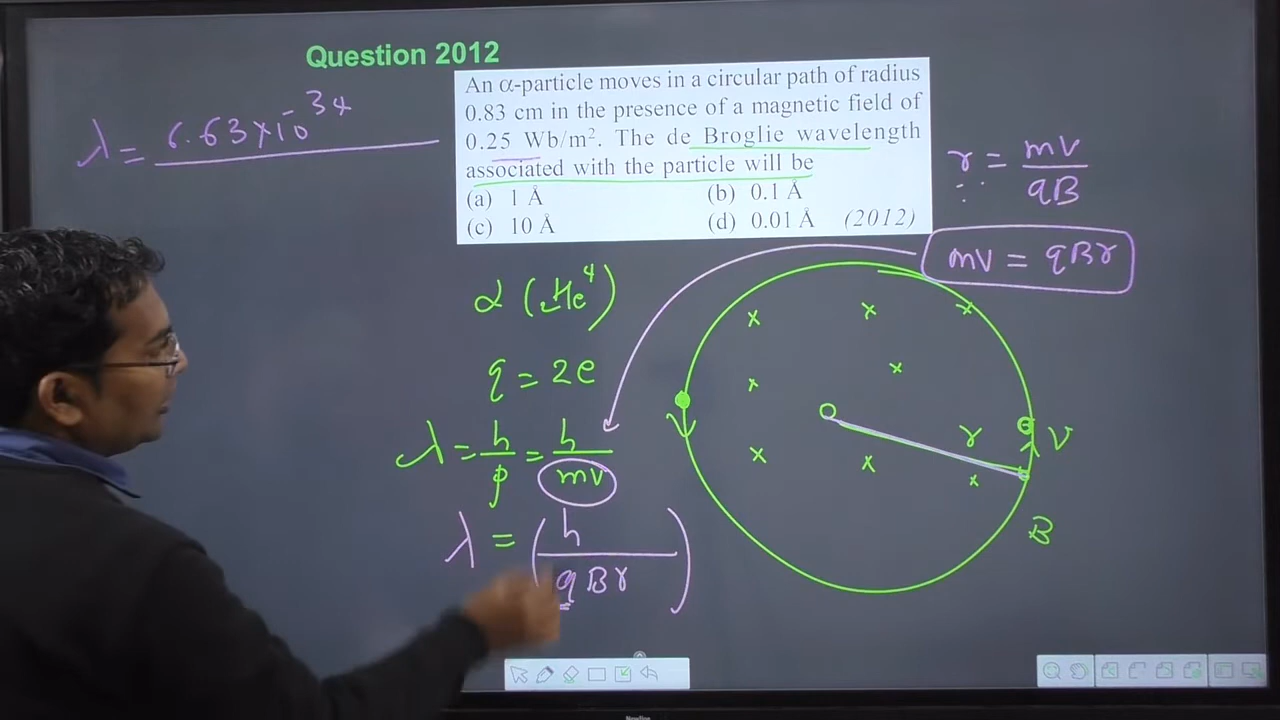 Question 2012
An α-particle moves in a circular path of radius
0.83 cm in the presence of a magnetic field of
0.25 Wb/m². The de Broglie wavelength
associated with the particle will be
(a) 1 Å (b) 0.1 Å
(c) 10 Å (d) 0.01 Å (2012)
λ = 6.63×10⁻³⁴
r = mv/qB
mv = qBr
α (₂He⁴)
q = 2e
λ = h/p = h/mv
λ = (h/qBr)
O
r
V
B
Newline